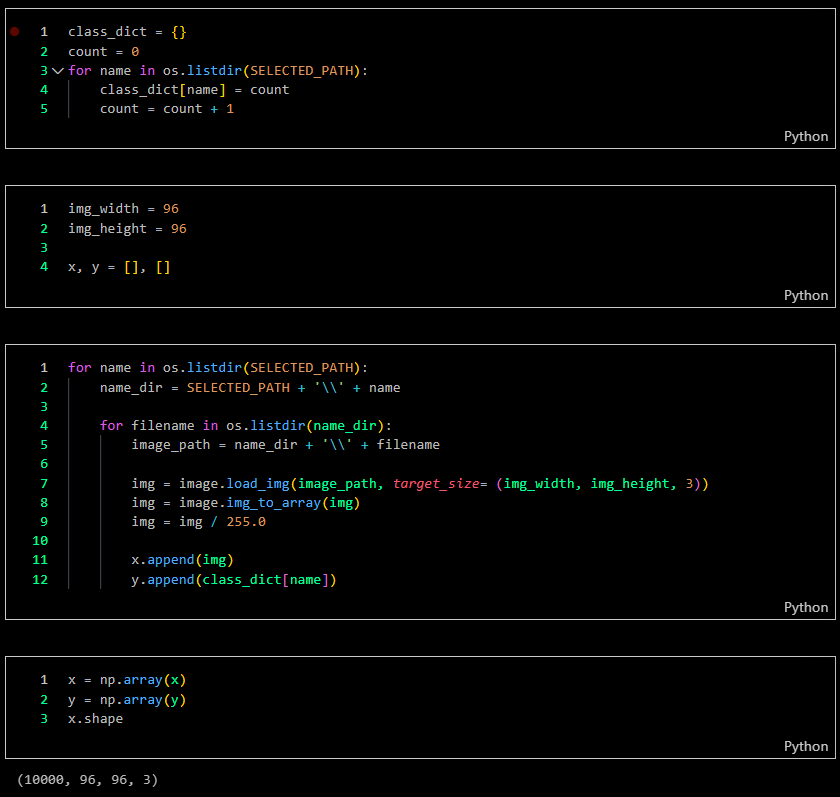 1 class_dict = {}
2 count = 0
3 for name in os.listdir(SELECTED_PATH):
4     class_dict[name] = count
5     count = count + 1
Python
1 img_width = 96
2 img_height = 96
3
4 x, y = [], []
Python
1 for name in os.listdir(SELECTED_PATH):
2     name_dir = SELECTED_PATH + '\\' + name
3
4     for filename in os.listdir(name_dir):
5         image_path = name_dir + '\\' + filename
6
7         img = image.load_img(image_path, target_size= (img_width, img_height, 3))
8         img = image.img_to_array(img)
9         img = img / 255.0
10
11         x.append(img)
12         y.append(class_dict[name])
Python
1 x = np.array(x)
2 y = np.array(y)
3 x.shape
Python
(10000, 96, 96, 3)